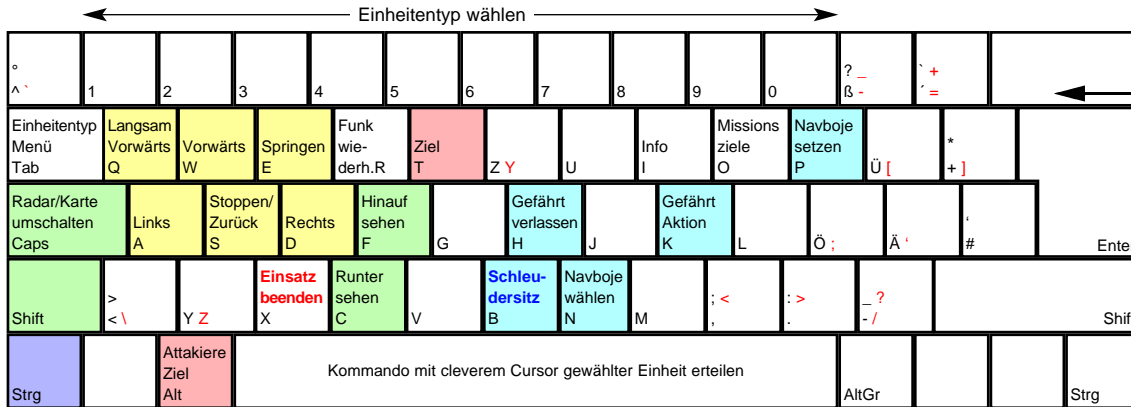 Einheitentyp wählen
°
^ `
1
2
3
4
5
6
7
8
9
0
? _
ß -
` +
´ =
Einheitentyp
Menü
Tab
Langsam
Vorwärts
Q
Vorwärts
W
Springen
E
Funk
wie-
derh.R
Ziel
T
Z Y
U
Info
I
Missions
ziele
O
Navboje
setzen
P
Ü [
*
+ ]
Radar/Karte
umschalten
Caps
Links
A
Stoppen/
Zurück
S
Rechts
D
Hinauf
sehen
F
G
Gefährt
verlassen
H
J
Gefährt
Aktion
K
L
Ö ;
Ä '
'
#
Ente
Shift
>
< \
Y Z
Einsatz
beenden
X
Runter
sehen
C
V
Schleu-
dersitz
B
Navboje
wählen
N
M
; <
,
: >
.
_ ?
- /
Shif
Strg
Attakiere
Ziel
Alt
Kommando mit cleverem Cursor gewählter Einheit erteilen
AltGr
Strg